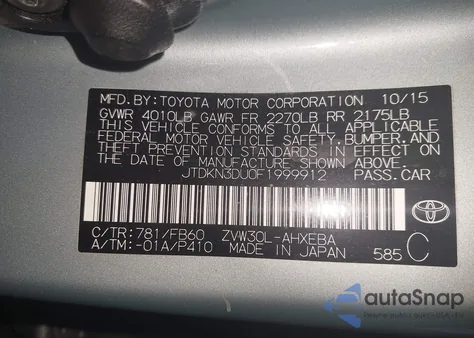 MFD.BY:TOYOTA MOTOR CORPORATION 10/15
GVWR 4010LB GAWR FR 2270LB RR 2175LB
THIS VEHICLE CONFORMS TO ALL APPLICABLE
FEDERAL MOTOR VEHICLE SAFETY,BUMPER,AND
THEFT PREVENTION STANDARDS IN EFFECT ON
THE DATE OF MANUFACTURE SHOWN ABOVE.
JTDKN3DU0F1999912 PASS.CAR
C/TR:781/FB60 ZVW30L-AHXEBA
A/TM:-01A/P410 MADE IN JAPAN 585 C
TOYOTA
autoSnap